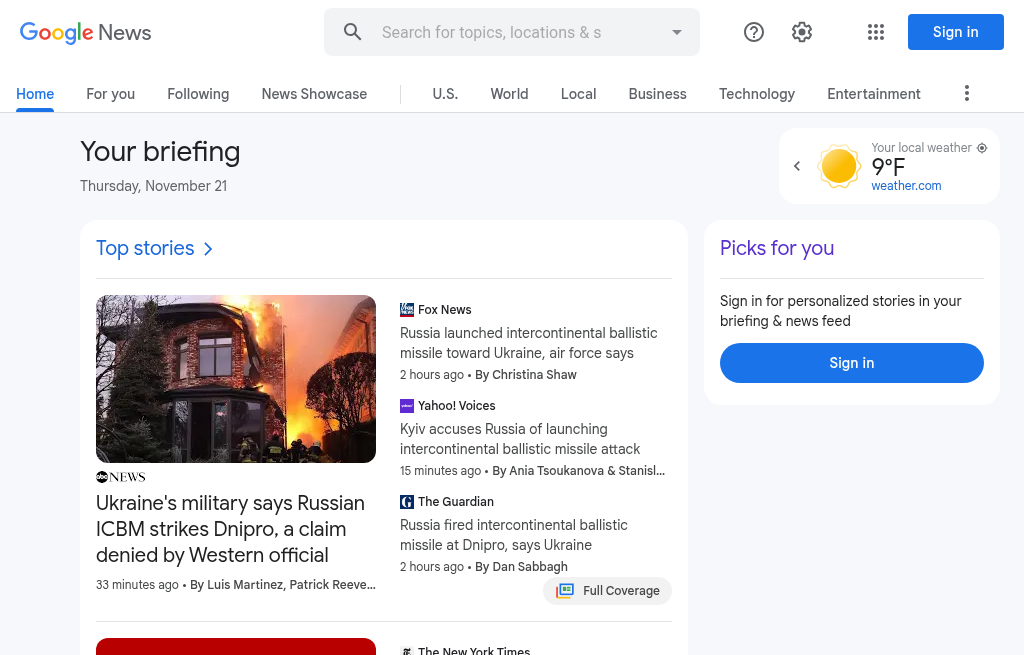 Google News
Search for topics, locations & s
Sign in
Home
For you
Following
News Showcase
U.S.
World
Local
Business
Technology
Entertainment
Your briefing
Thursday, November 21
Your local weather
9°F
weather.com
Top stories
abc NEWS
Ukraine's military says Russian
ICBM strikes Dnipro, a claim
denied by Western official
33 minutes ago • By Luis Martinez, Patrick Reeve...
Fox News
Russia launched intercontinental ballistic
missile toward Ukraine, air force says
2 hours ago • By Christina Shaw
Yahoo! Voices
Kyiv accuses Russia of launching
intercontinental ballistic missile attack
15 minutes ago • By Ania Tsoukanova & Stanisl...
The Guardian
Russia fired intercontinental ballistic
missile at Dnipro, says Ukraine
2 hours ago • By Dan Sabbagh
Full Coverage
The New York Times
Picks for you
Sign in for personalized stories in your
briefing & news feed
Sign in